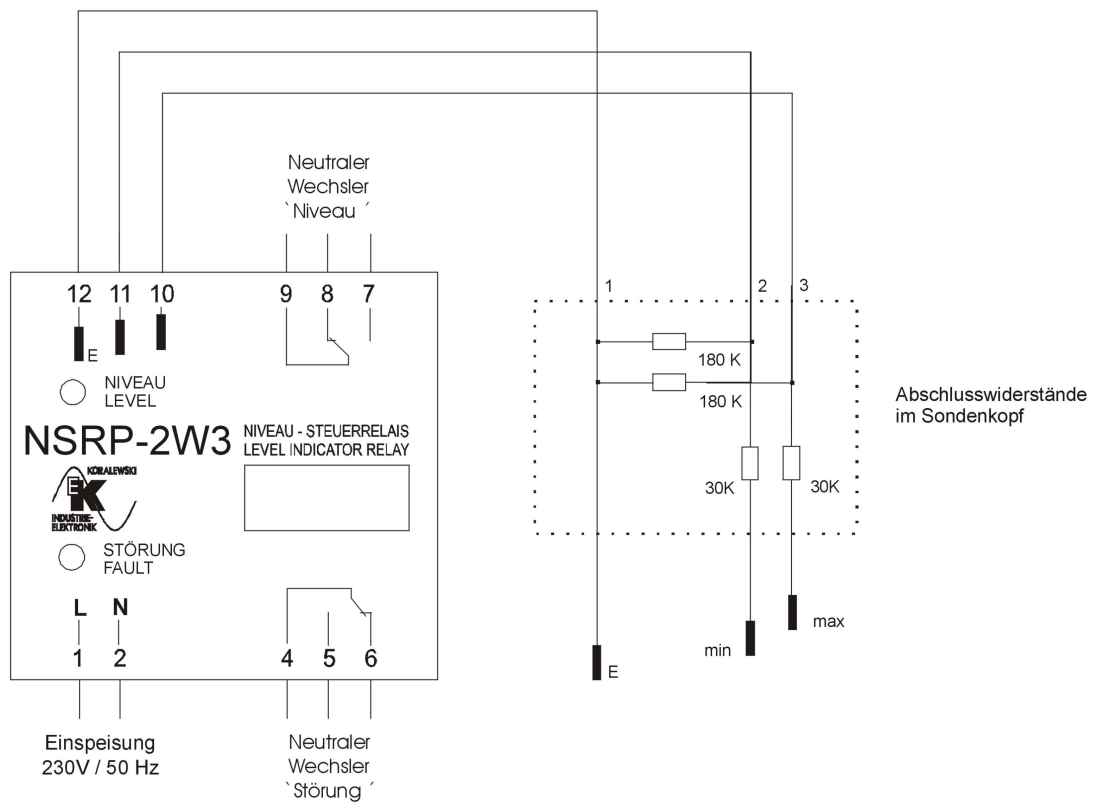 Neutraler
Wechsler
`Niveau ´
12 11 10 9 8 7
E
NIVEAU
LEVEL
NSRP-2W3
NIVEAU - STEUERRELAIS
LEVEL INDICATOR RELAY
KORALEWSKI
EK
INDUSTRIE-
ELEKTRONIK
STÖRUNG
FAULT
L N
1 2 4 5 6
Einspeisung
230V / 50 Hz
Neutraler
Wechsler
`Störung ´
1 2 3
180 K
180 K
30K 30K
Abschlusswiderstände
im Sondenkopf
max
min
E